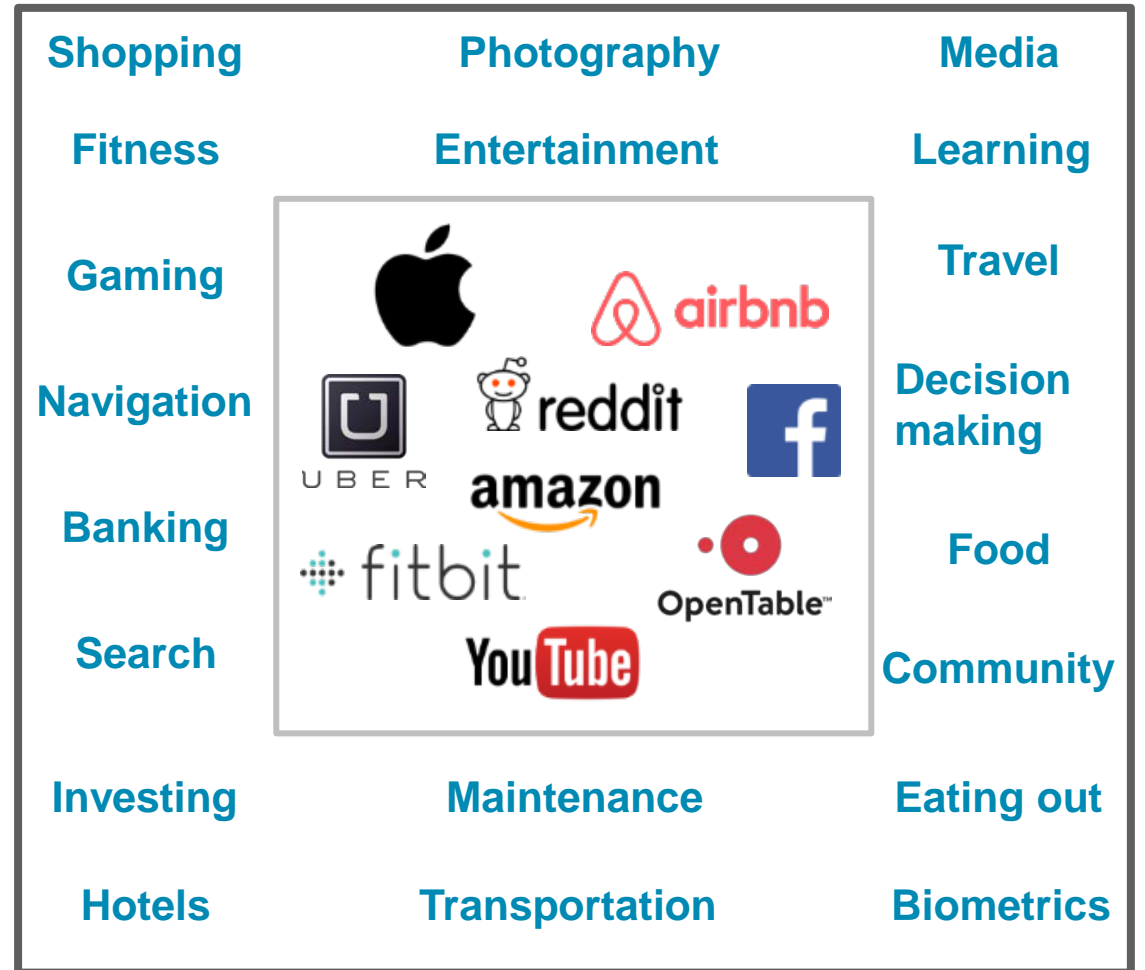 Shopping Photography Media
Fitness Entertainment Learning
Gaming Travel
airbnb
Navigation Decision
making
reddit
f
U
UBER
amazon
Banking Food
fitbit
OpenTable™
Search Community
YouTube
Investing Maintenance Eating out
Hotels Transportation Biometrics